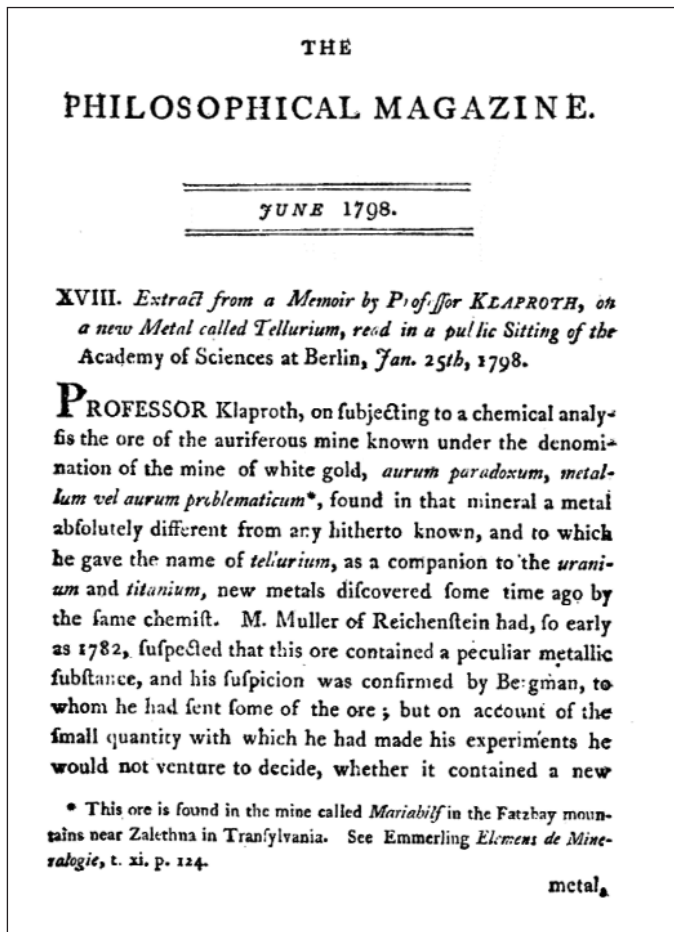 THE
PHILOSOPHICAL MAGAZINE.
JUNE 1798.
XVIII. Extract from a Memoir by Profeſſor KLAPROTH, on
a new Metal called Tellurium, read in a public Sitting of the
Academy of Sciences at Berlin, Jan. 25th, 1798.
PROFESSOR Klaproth, on ſubjecting to a chemical analy-
ſis the ore of the auriferous mine known under the denomi-
nation of the mine of white gold, aurum paradoxum, metal-
lum vel aurum problematicum*, found in that mineral a metal
abſolutely different from any hitherto known, and to which
he gave the name of tellurium, as a companion to the urani-
um and titanium, new metals diſcovered ſome time ago by
the ſame chemiſt. M. Muller of Reichenſtein had, ſo early
as 1782, ſuſpected that this ore contained a peculiar metallic
ſubſtance, and his ſuſpicion was confirmed by Bergman, to
whom he had ſent ſome of the ore; but on account of the
ſmall quantity with which he had made his experiments he
would not venture to decide, whether it contained a new
* This ore is found in the mine called Mariahilf in the Fatzbay moun-
tains near Zalethna in Tranſylvania. See Emmerling Elemens de Mine-
ralogie, t. xi. p. 124.
metal,